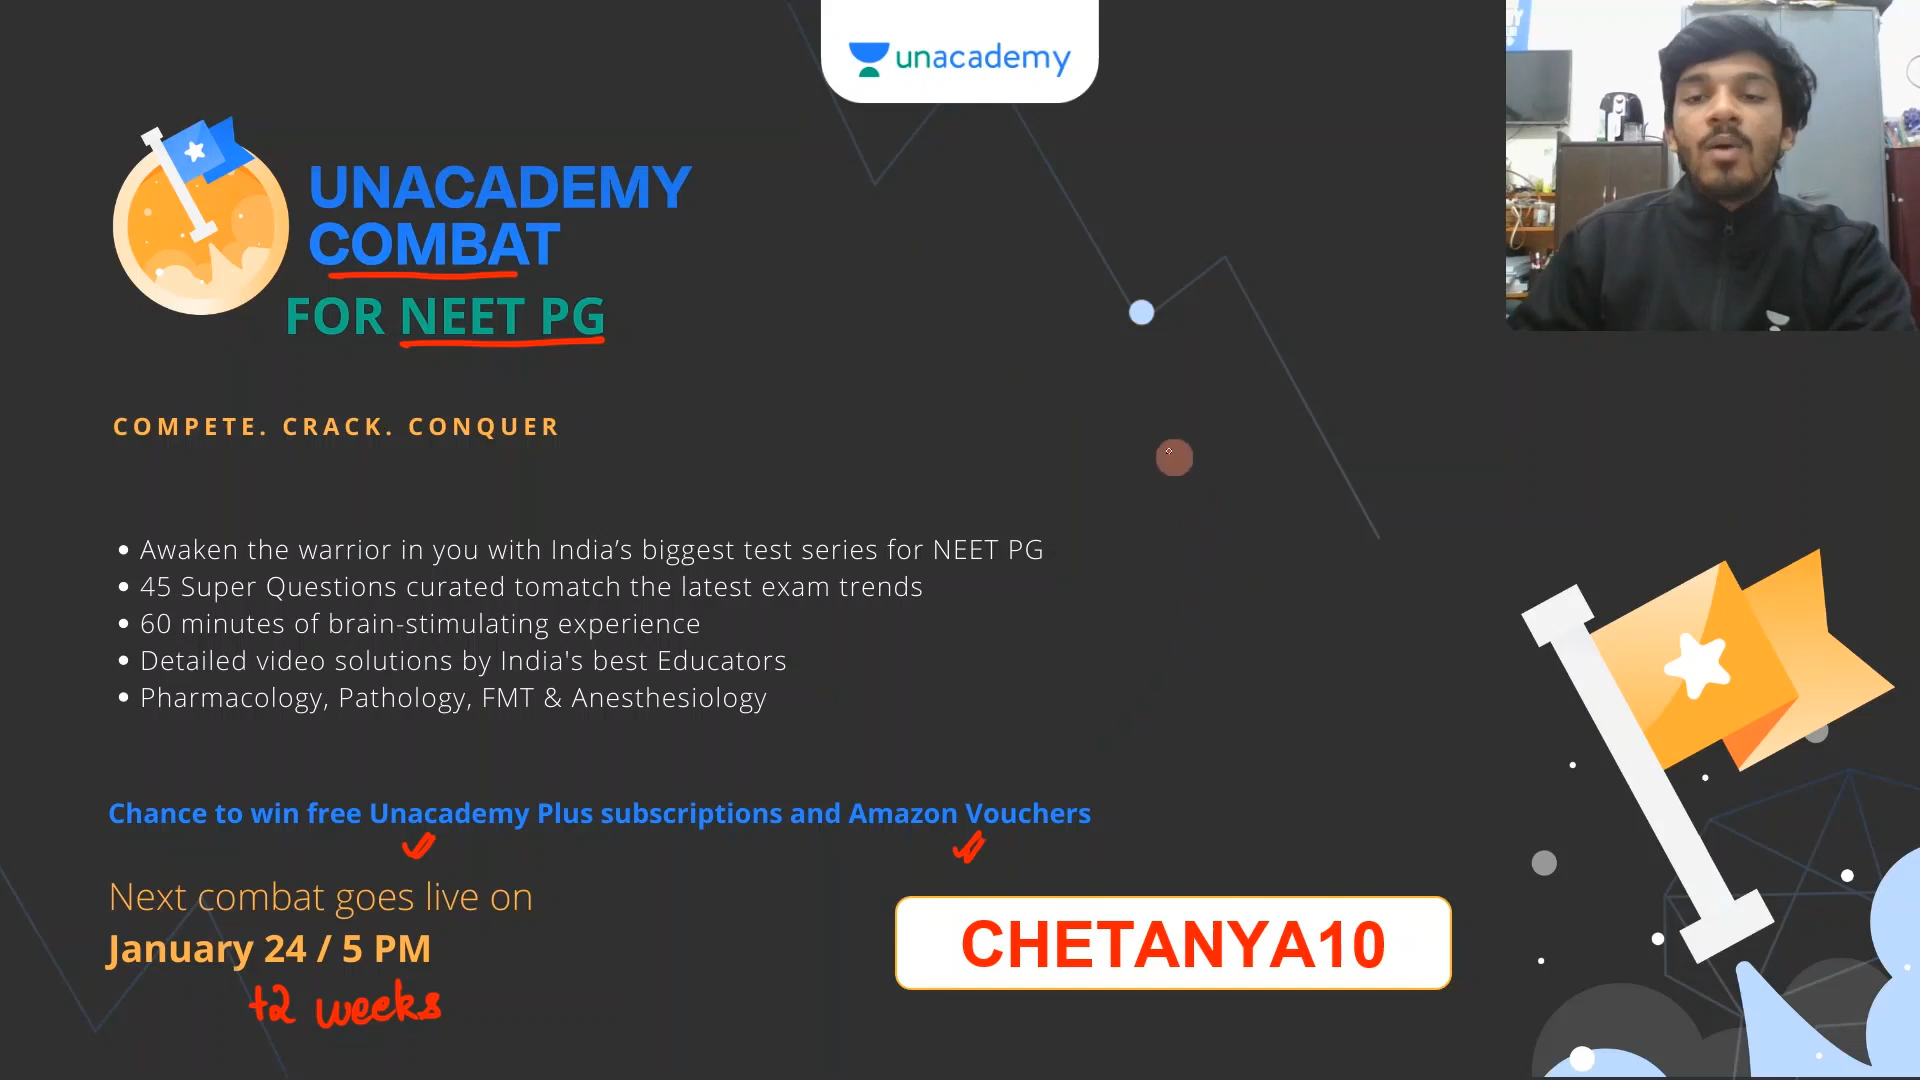 unacademy
UNACADEMY
COMBAT
FOR NEET PG
COMPETE. CRACK. CONQUER
• Awaken the warrior in you with India’s biggest test series for NEET PG
• 45 Super Questions curated tomatch the latest exam trends
• 60 minutes of brain-stimulating experience
• Detailed video solutions by India's best Educators
• Pharmacology, Pathology, FMT & Anesthesiology
Chance to win free Unacademy Plus subscriptions and Amazon Vouchers
Next combat goes live on
January 24 / 5 PM
+2 weeks
CHETANYA10